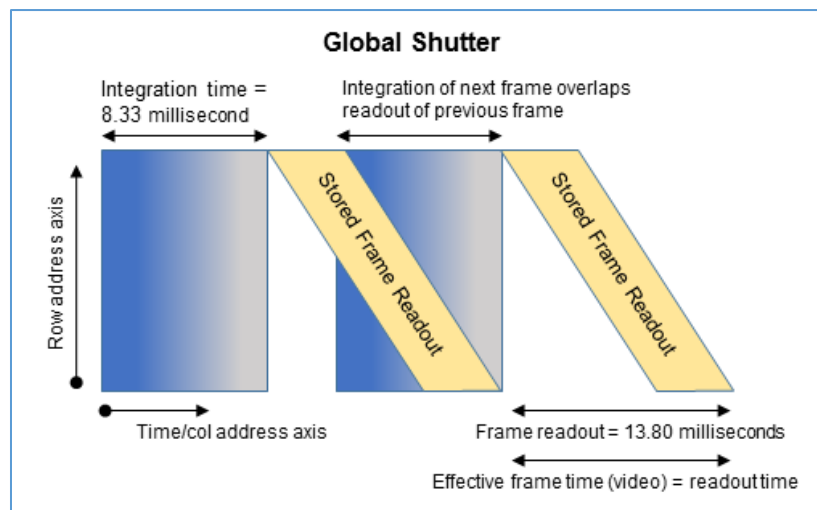 Global Shutter
Integration time =
8.33 millisecond
Integration of next frame overlaps
readout of previous frame
Row address axis
Stored Frame Readout
Stored Frame Readout
Time/col address axis
Frame readout = 13.80 milliseconds
Effective frame time (video) = readout time